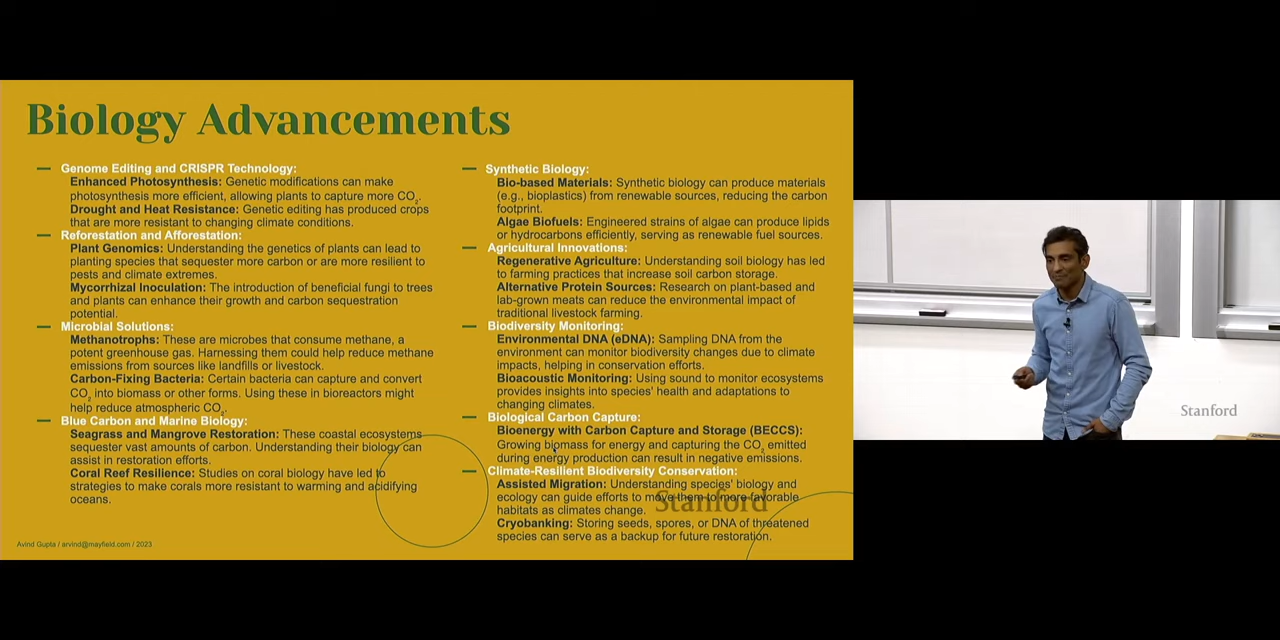 Biology Advancements
— Genome Editing and CRISPR Technology:
Enhanced Photosynthesis: Genetic modifications can make
photosynthesis more efficient, allowing plants to capture more CO2.
Drought and Heat Resistance: Genetic editing has produced crops
that are more resistant to changing climate conditions.
— Reforestation and Afforestation:
Plant Genomics: Understanding the genetics of plants can lead to
planting species that sequester more carbon or are more resilient to
pests and climate extremes.
Mycorrhizal Inoculation: The introduction of beneficial fungi to trees
and plants can enhance their growth and carbon sequestration
potential.
— Microbial Solutions:
Methanotrophs: These are microbes that consume methane, a
potent greenhouse gas. Harnessing them could help reduce methane
emissions from sources like landfills or livestock.
Carbon-Fixing Bacteria: Certain bacteria can capture and convert
CO2 into biomass or other forms. Using these in bioreactors might
help reduce atmospheric CO2.
— Blue Carbon and Marine Biology:
Seagrass and Mangrove Restoration: These coastal ecosystems
sequester vast amounts of carbon. Understanding their biology can
assist in restoration efforts.
Coral Reef Resilience: Studies on coral biology have led to
strategies to make corals more resistant to warming and acidifying
oceans.
— Synthetic Biology:
Bio-based Materials: Synthetic biology can produce materials
(e.g., bioplastics) from renewable sources, reducing the carbon
footprint.
Algae Biofuels: Engineered strains of algae can produce lipids
or hydrocarbons efficiently, serving as renewable fuel sources.
— Agricultural Innovations:
Regenerative Agriculture: Understanding soil biology has led
to farming practices that increase soil carbon storage.
Alternative Protein Sources: Research on plant-based and
lab-grown meats can reduce the environmental impact of
traditional livestock farming.
— Biodiversity Monitoring:
Environmental DNA (eDNA): Sampling DNA from the
environment can monitor biodiversity changes due to climate
impacts, helping in conservation efforts.
Bioacoustic Monitoring: Using sound to monitor ecosystems
provides insights into species' health and adaptations to
changing climates.
— Biological Carbon Capture:
Bioenergy with Carbon Capture and Storage (BECCS):
Growing biomass for energy and capturing the CO2 emitted
during energy production can result in negative emissions.
— Climate-Resilient Biodiversity Conservation:
Assisted Migration: Understanding species' biology and
ecology can guide efforts to move them to more favorable
habitats as climates change.
Cryobanking: Storing seeds, spores, or DNA of threatened
species can serve as a backup for future restoration.
Stanford
Avind Gupta / arvind@mayfield.com / 2023
Stanford